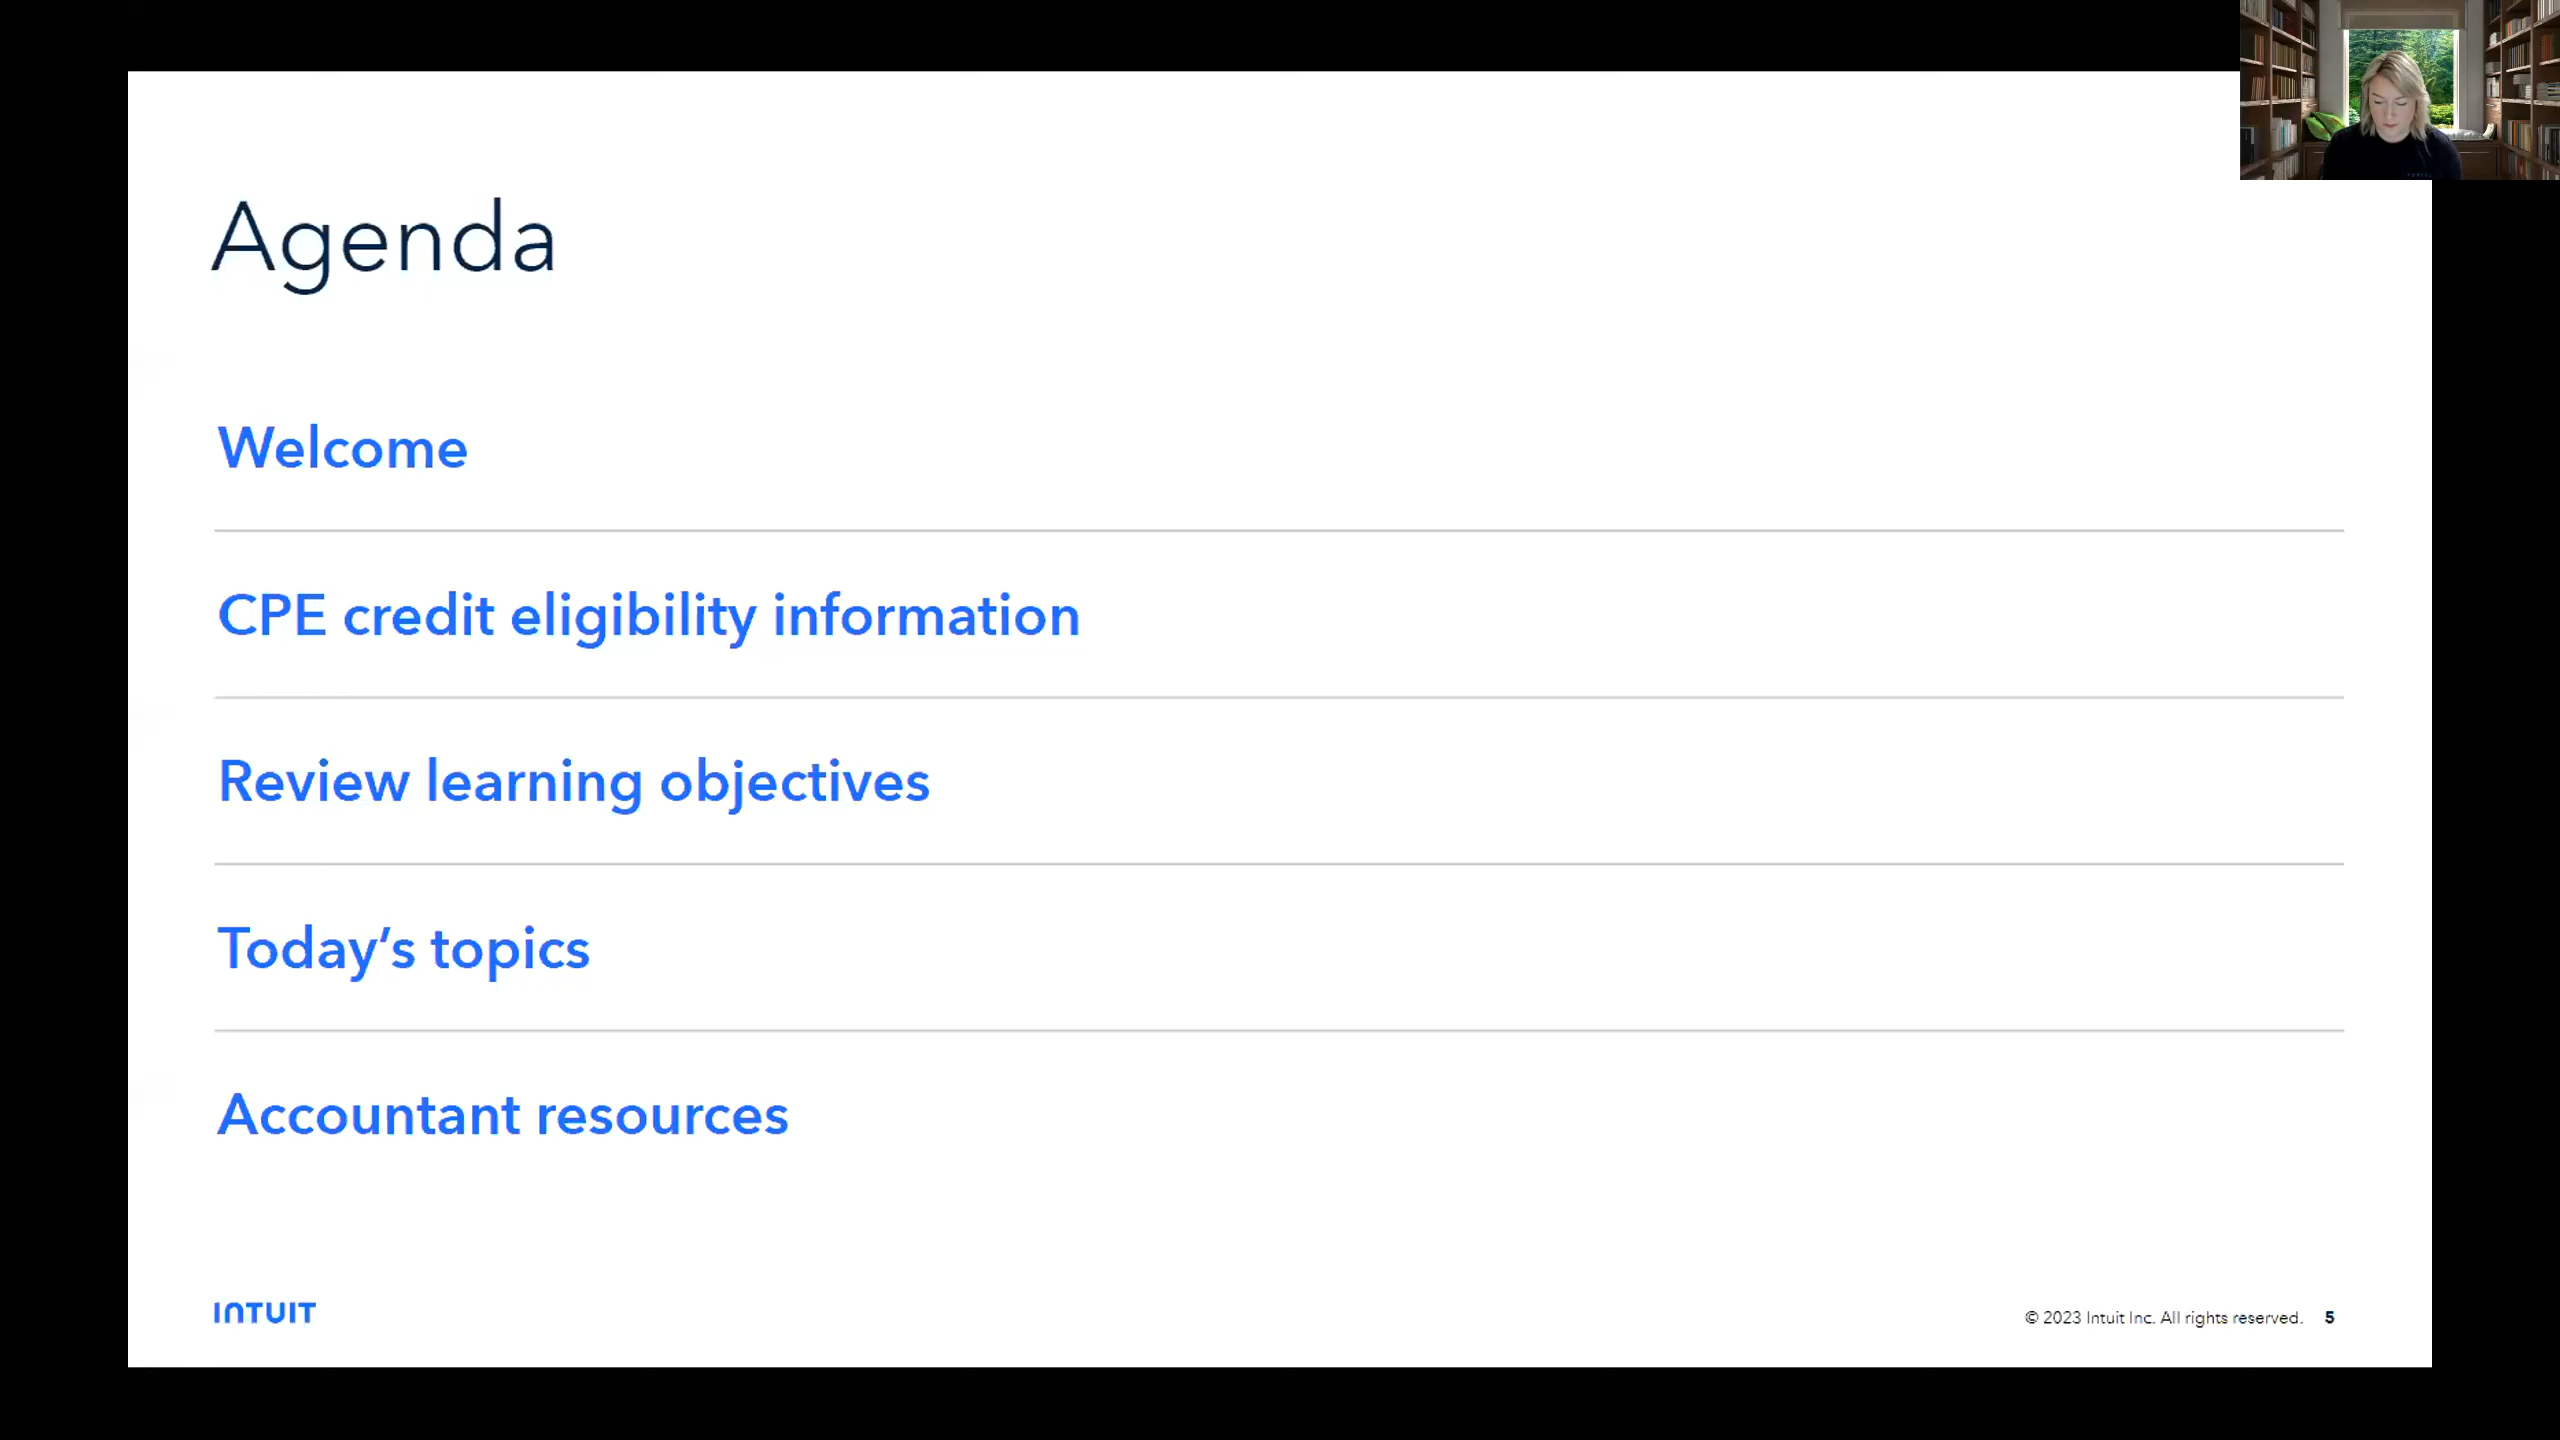 Agenda
Welcome
CPE credit eligibility information
Review learning objectives
Today’s topics
Accountant resources
INTUIT
© 2023 Intuit Inc. All rights reserved. 5